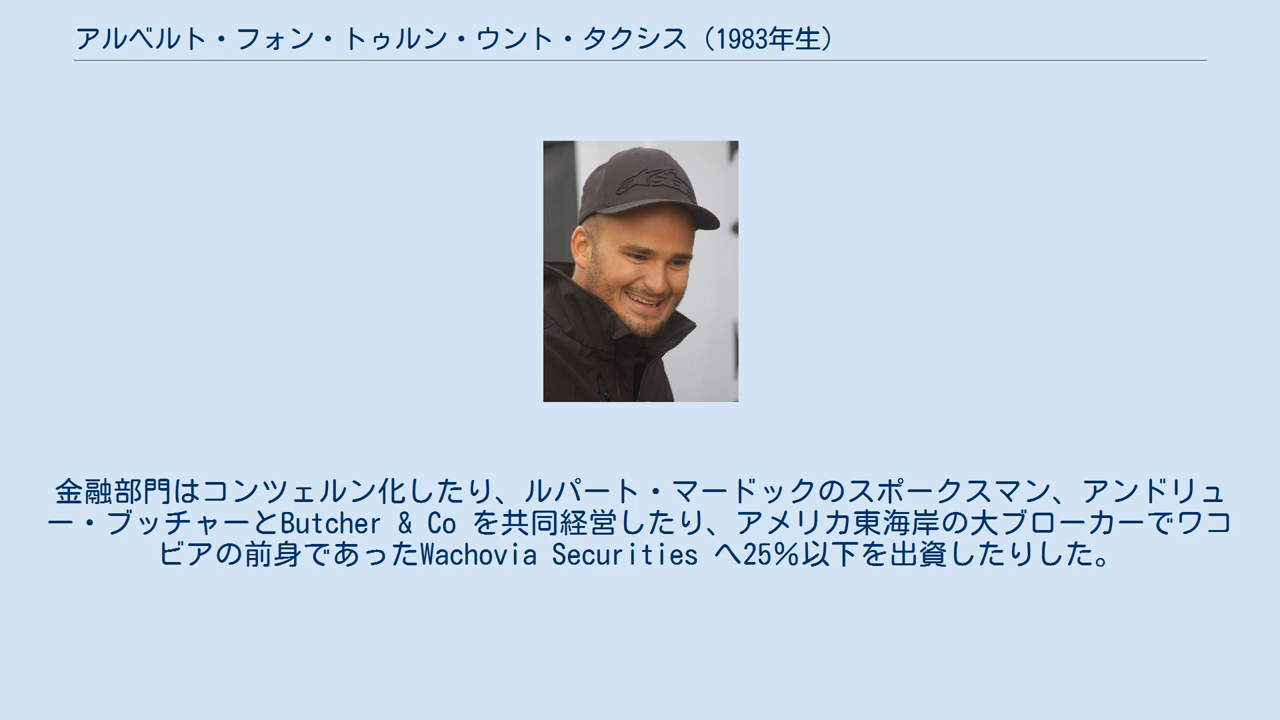 アルベルト・フォン・トゥルン・ウント・タクシス（1983年生）
金融部門はコンツェルン化したり、ルパート・マードックのスポークスマン、アンドリュ
ー・ブッチャーとButcher & Co を共同経営したり、アメリカ東海岸の大ブローカーでワコ
ビアの前身であったWachovia Securities へ25％以下を出資したりした。